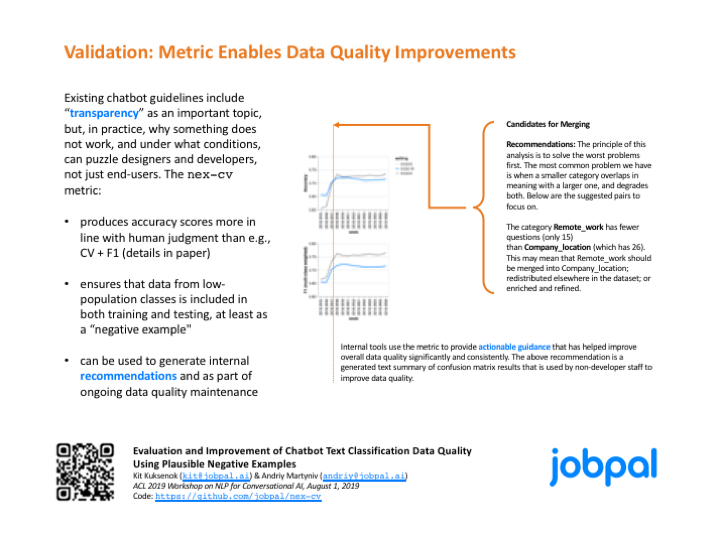 Validation: Metric Enables Data Quality Improvements
Existing chatbot guidelines include
“transparency” as an important topic,
but, in practice, why something does
not work, and under what conditions,
can puzzle designers and developers,
not just end-users. The nex-cv
metric:
• produces accuracy scores more in
line with human judgment than e.g.,
CV + F1 (details in paper)
• ensures that data from low-
population classes is included in
both training and testing, at least as
a “negative example"
• can be used to generate internal
recommendations and as part of
ongoing data quality maintenance
Candidates for Merging
Recommendations: The principle of this
analysis is to solve the worst problems
first. The most common problem we have
is when a smaller category overlaps in
meaning with a larger one, and degrades
both. Below are the suggested pairs to
focus on.
The category Remote_work has fewer
questions (only 15)
than Company_location (which has 26).
This may mean that Remote_work should
be merged into Company_location;
redistributed elsewhere in the dataset; or
enriched and refined.
Internal tools use the metric to provide actionable guidance that has helped improve
overall data quality significantly and consistently. The above recommendation is a
generated text summary of confusion matrix results that is used by non-developer staff to
improve data quality.
Evaluation and Improvement of Chatbot Text Classification Data Quality
Using Plausible Negative Examples
Kit Kuksenok (kit@jobpal.ai) & Andriy Martyniv (andriy@jobpal.ai)
ACL 2019 Workshop on NLP for Conversational AI, August 1, 2019
Code: https://github.com/jobpal/nex-cv
jobpal